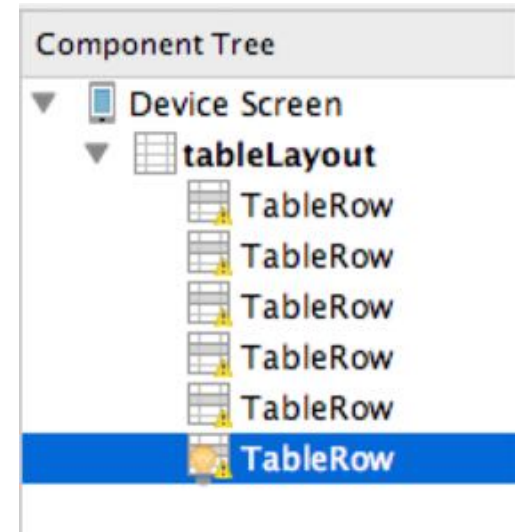 Component Tree
Device Screen
tableLayout
TableRow
TableRow
TableRow
TableRow
TableRow
TableRow